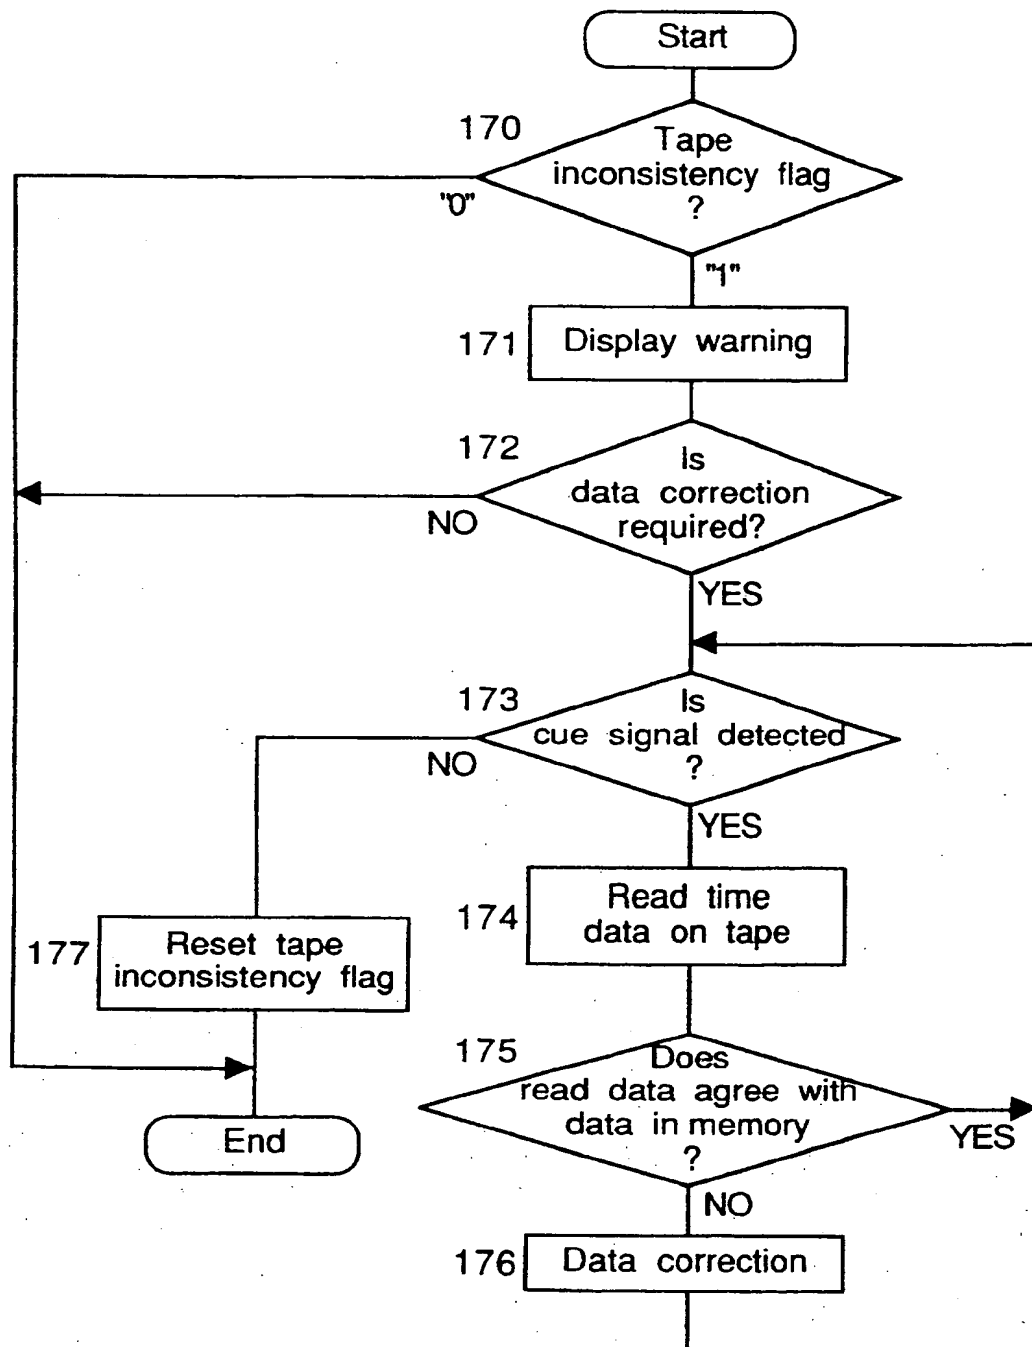 Start
170
Tape
inconsistency flag
?
"0"
"1"
171
Display warning
172
Is
data correction
required?
NO
YES
173
Is
cue signal detected
?
NO
YES
174
Read time
data on tape
177
Reset tape
inconsistency flag
175
Does
read data agree with
data in memory
?
YES
End
NO
176
Data correction